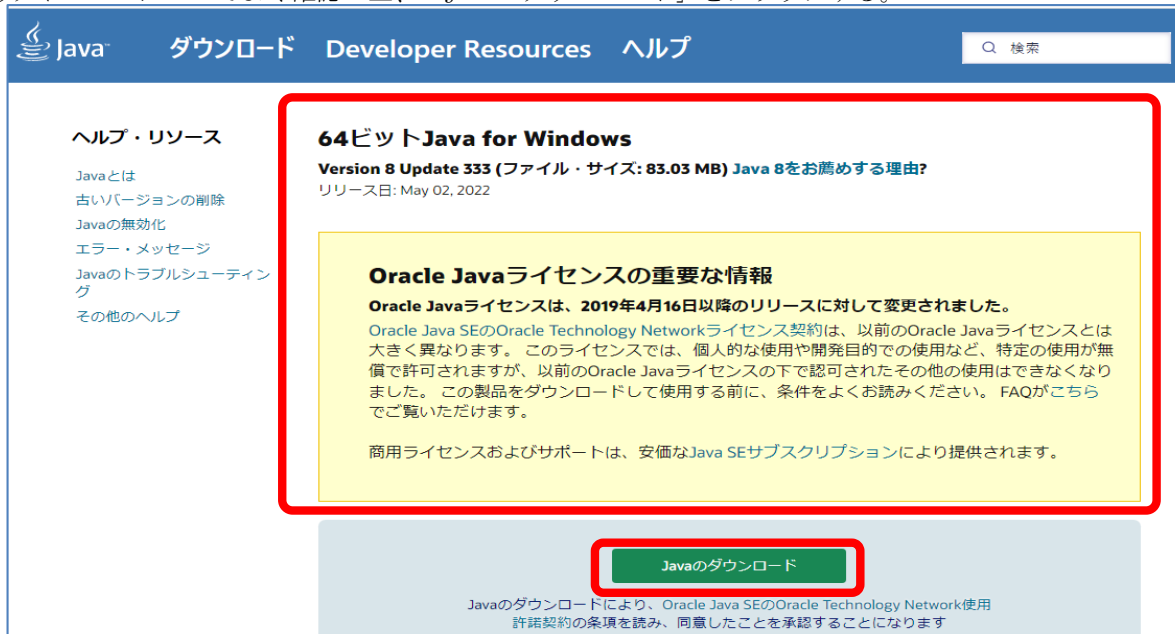 Java ダウンロード Developer Resources ヘルプ 検索
ヘルプ・リソース
Javaとは
古いバージョンの削除
Javaの無効化
エラー・メッセージ
Javaのトラブルシューティン
グ
その他のヘルプ
64ビットJava for Windows
Version 8 Update 333 (ファイル・サイズ: 83.03 MB) Java 8をお薦めする理由?
リリース日: May 02, 2022
Oracle Javaライセンスの重要な情報
Oracle Javaライセンスは、2019年4月16日以降のリリースに対して変更されました。
Oracle Java SEのOracle Technology Networkライセンス契約は、以前のOracle Javaライセンスとは
大きく異なります。 このライセンスでは、個人的な使用や開発目的での使用など、特定の使用が無
償で許可されますが、以前のOracle Javaライセンスの下で認可されたその他の使用はできなくなり
ました。 この製品をダウンロードして使用する前に、条件をよくお読みください。 FAQがこちら
でご覧いただけます。
商用ライセンスおよびサポートは、安価なJava SEサブスクリプションにより提供されます。
Javaのダウンロード
Javaのダウンロードにより、Oracle Java SEのOracle Technology Network使用
許諾契約の条項を読み、同意したことを承認することになります